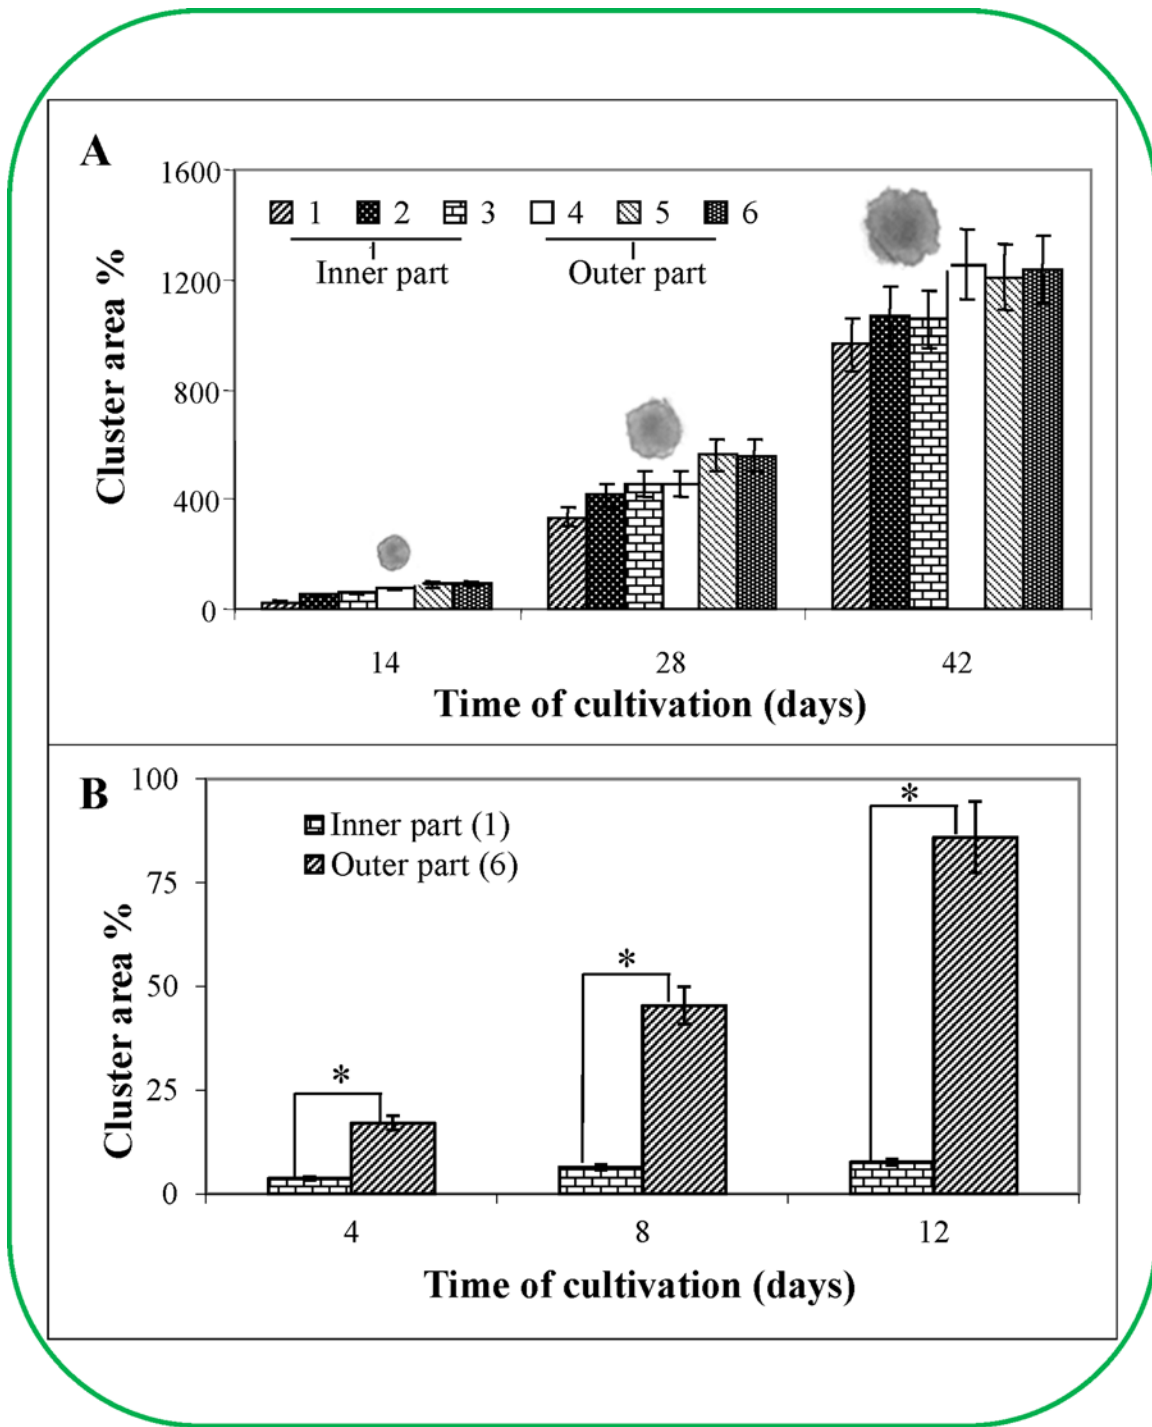 A
1600
1200
800
400
0
Cluster area %
1 2 3 4 5 6
Inner part Outer part
14 28 42
Time of cultivation (days)
B
100
75
50
25
0
Cluster area %
Inner part (1)
Outer part (6)
*
*
*
4 8 12
Time of cultivation (days)